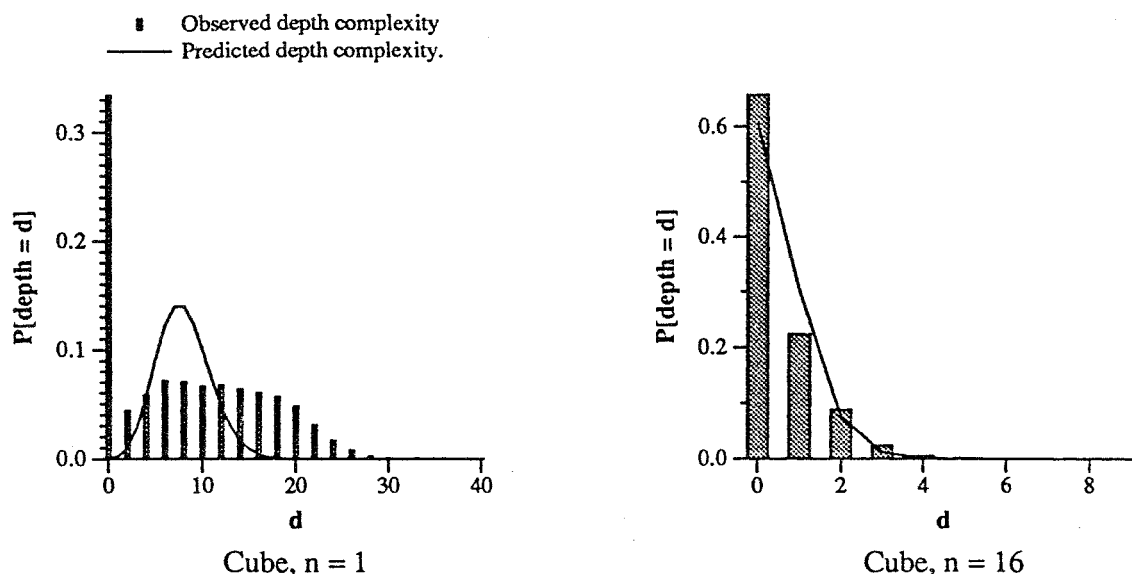 Observed depth complexity
Predicted depth complexity.
P[depth = d]
0.3
0.2
0.1
0.0
0 10 20 30 40
d
Cube, n = 1
P[depth = d]
0.6
0.4
0.2
0.0
0 2 4 6 8
d
Cube, n = 16